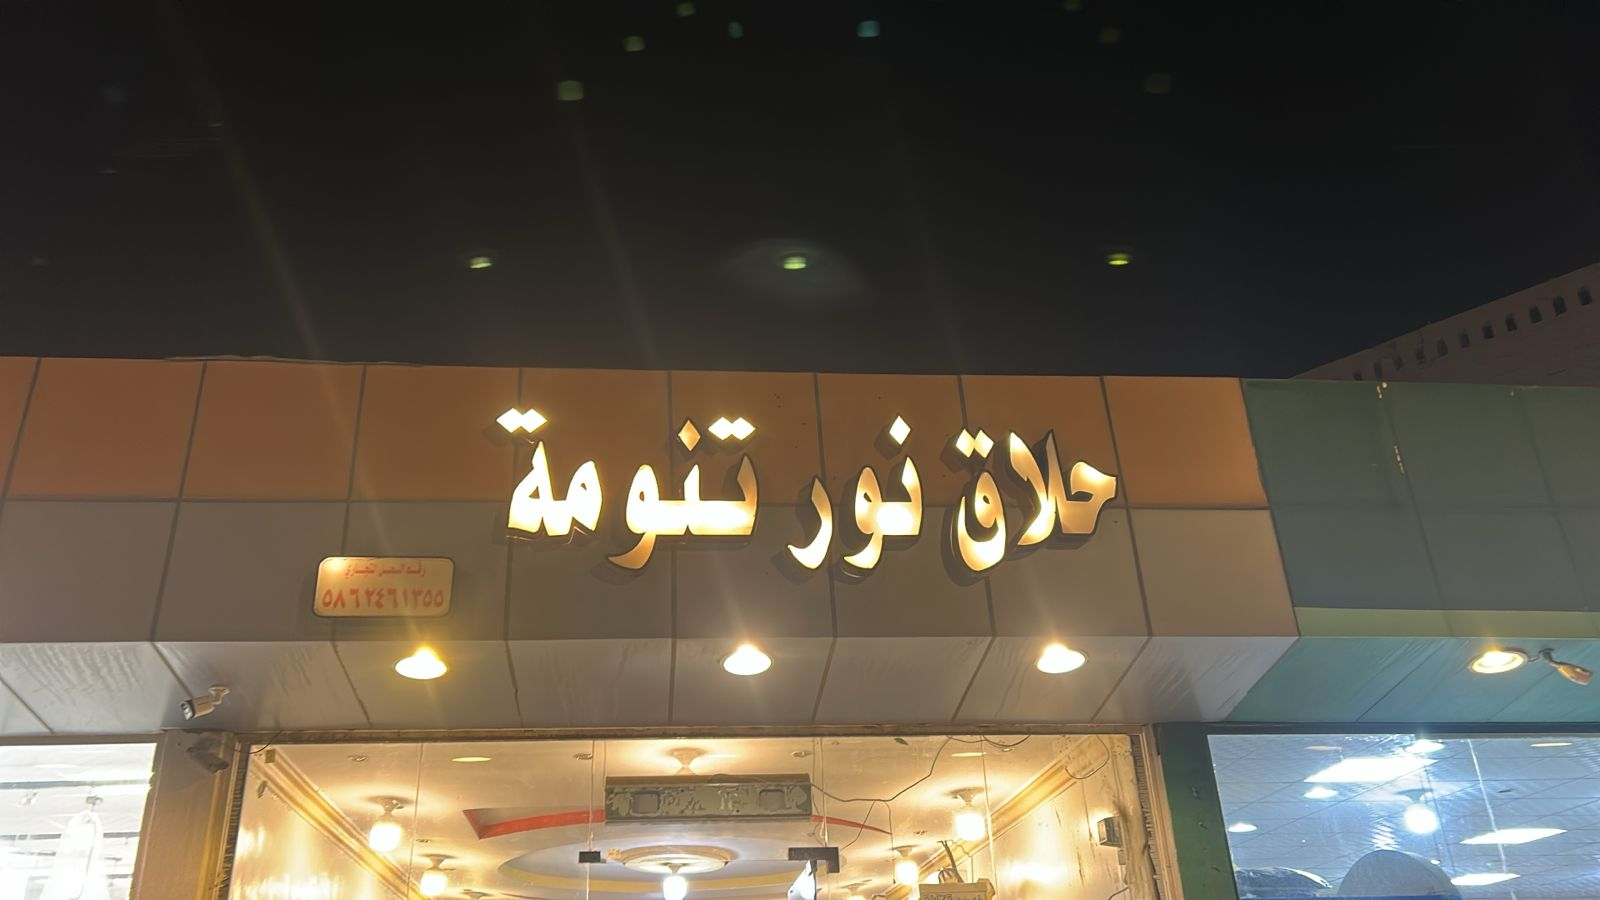 حلاق نور تنومة
رقم السجل التجاري
٥٨٦٢٤٦١٣٥٥